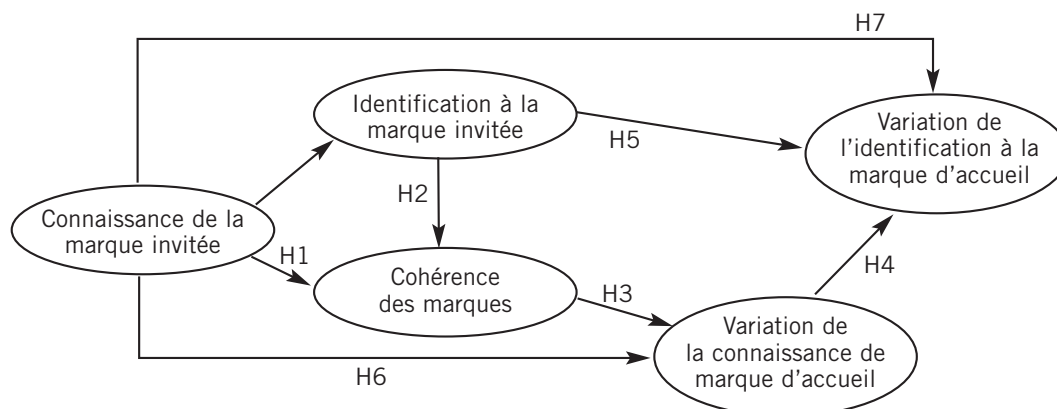 H7
Identification à la
marque invitée
Variation de
l'identification à la
marque d'accueil
H5
H2
Connaissance de la
marque invitée
H1
Cohérence
des marques
H3
H4
Variation de
la connaissance de
marque d'accueil
H6